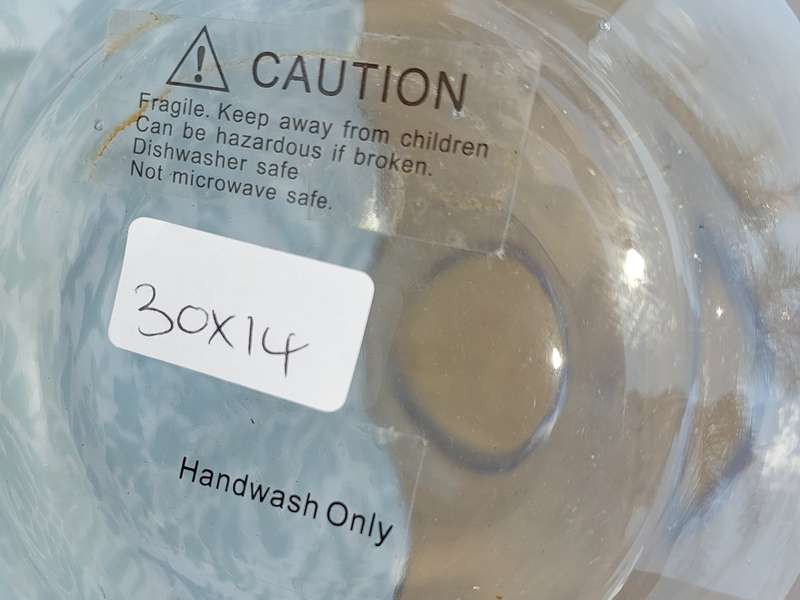 CAUTION
Fragile. Keep away from children
Can be hazardous if broken.
Dishwasher safe
Not microwave safe.
30x14
Handwash Only